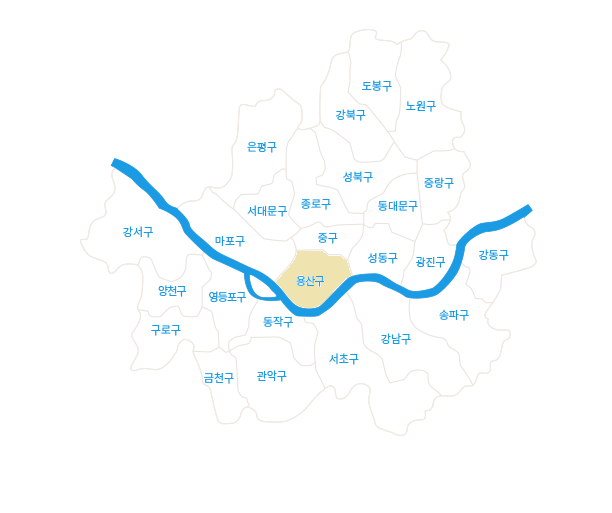 도봉구
노원구
강북구
은평구
성북구
중랑구
서대문구
종로구
동대문구
강서구
마포구
중구
성동구
광진구
강동구
용산구
양천구
영등포구
동작구
송파구
구로구
강남구
서초구
금천구
관악구